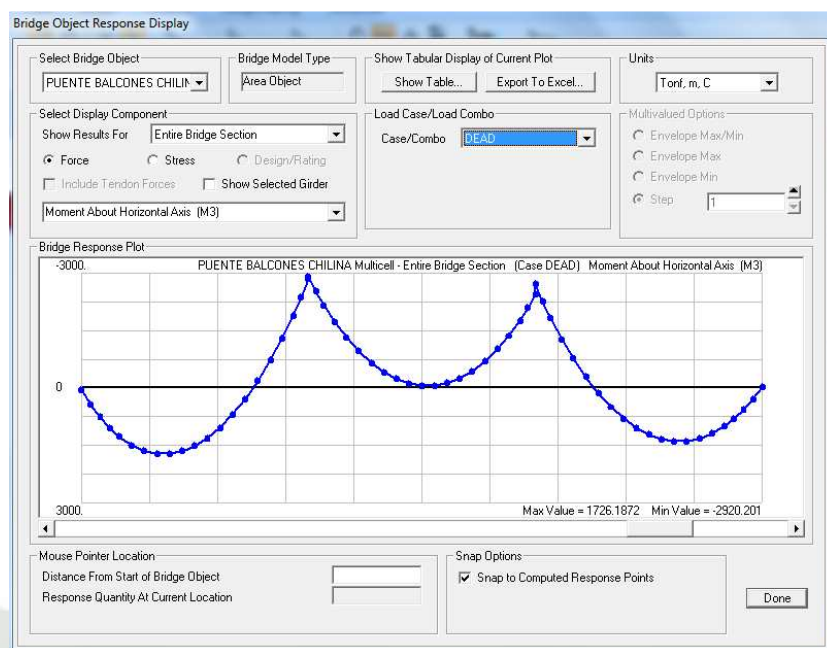 Bridge Object Response Display
Select Bridge Object
PUENTE BALCONES CHILIN
Bridge Model Type
Area Object
Show Tabular Display of Current Plot
Show Table...
Export To Excel...
Units
Tonf, m, C
Select Display Component
Show Results For
Entire Bridge Section
Force
Stress
Design/Rating
Include Tendon Forces
Show Selected Girder
Moment About Horizontal Axis (M3)
Load Case/Load Combo
Case/Combo
DEAD
Multivalued Options
Envelope Max/Min
Envelope Max
Envelope Min
Step
1
Bridge Response Plot
-3000.
PUENTE BALCONES CHILINA Multicell - Entire Bridge Section (Case DEAD) Moment About Horizontal Axis (M3)
0
3000.
Max Value = 1726.1872 Min Value = -2920.201
Mouse Pointer Location
Distance From Start of Bridge Object
Response Quantity At Current Location
Snap Options
Snap to Computed Response Points
Done